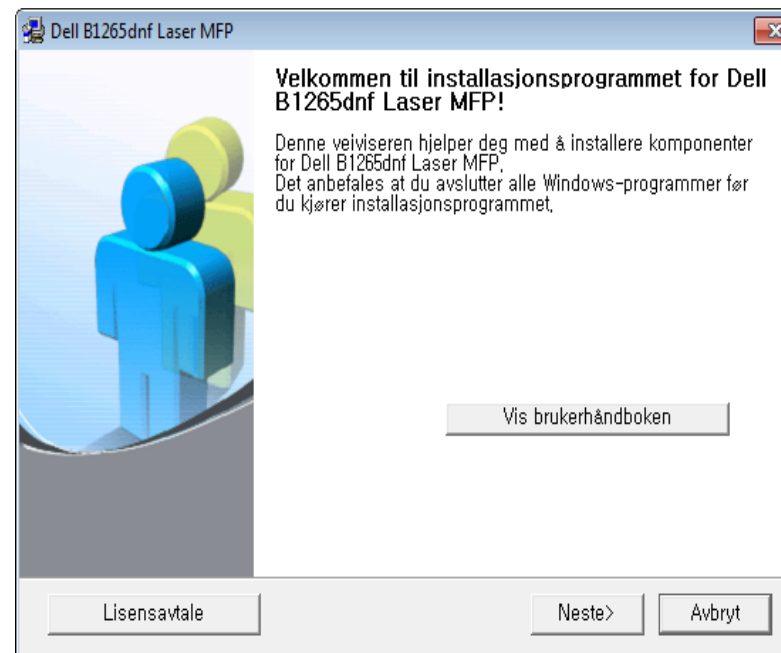 Dell B1265dnf Laser MFP
Velkommen til installasjonsprogrammet for Dell
B1265dnf Laser MFP!
Denne veiviseren hjelper deg med å installere komponenter
for Dell B1265dnf Laser MFP.
Det anbefales at du avslutter alle Windows-programmer før
du kjører installasjonsprogrammet.
Vis brukerhåndboken
Lisensavtale
Neste>
Avbryt